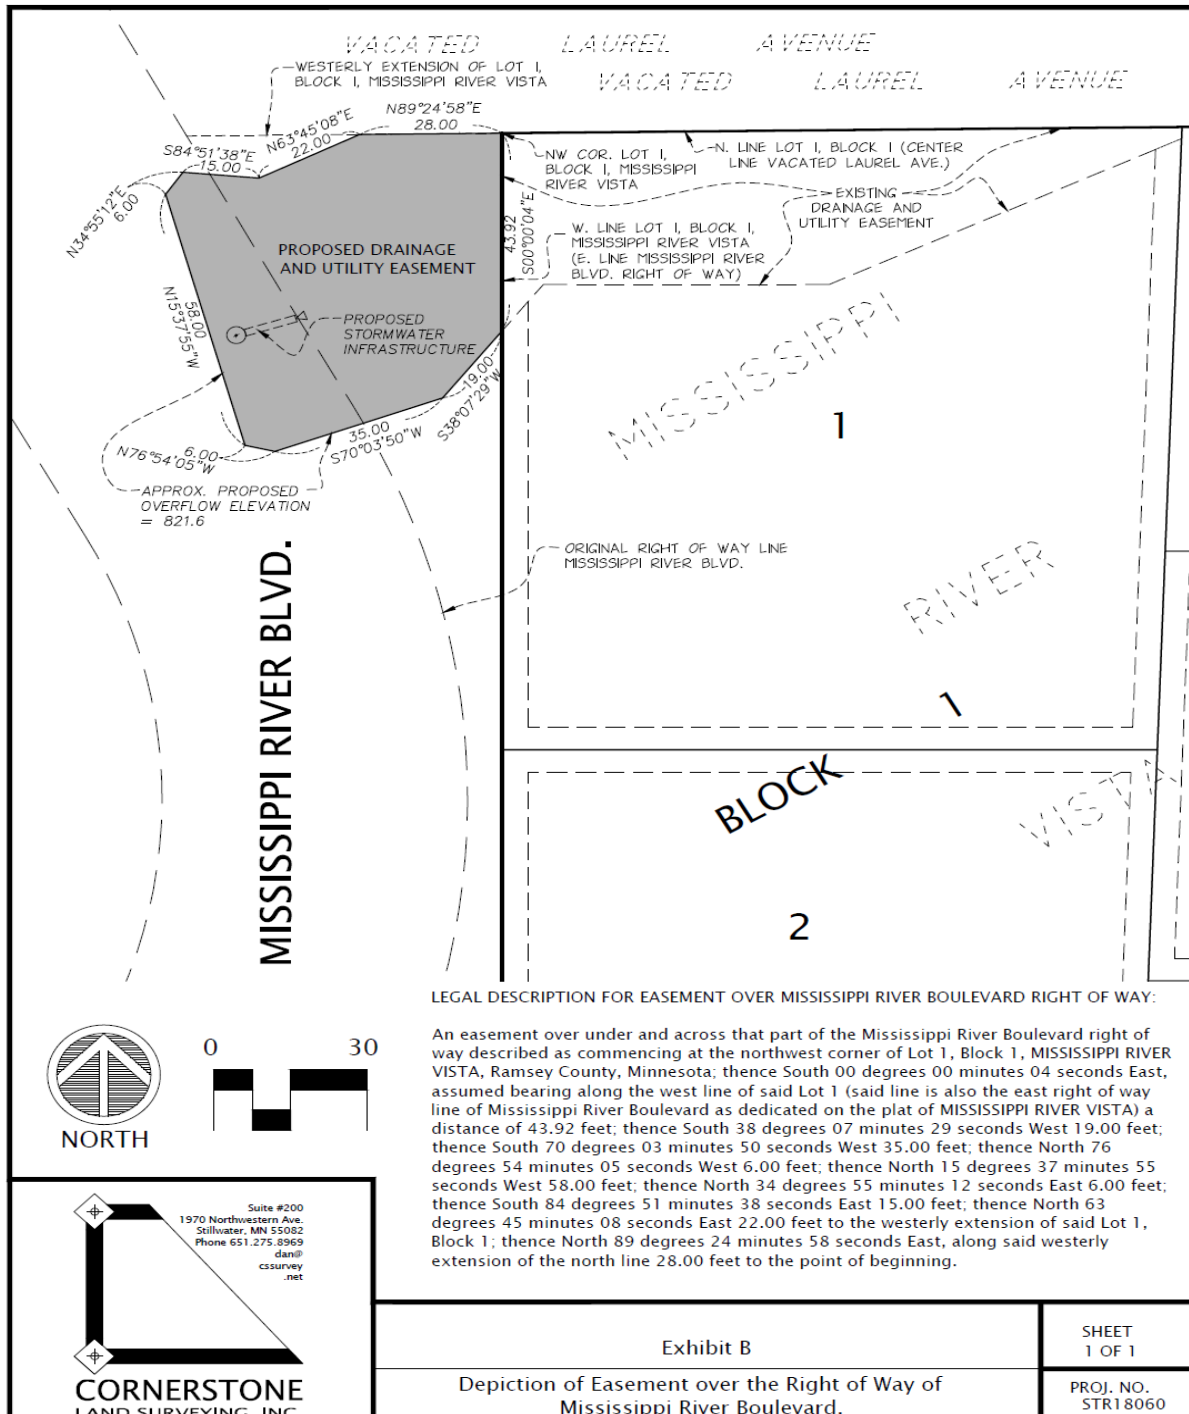 VACATED LAUREL AVENUE
VACATED LAUREL AVENUE
WESTERLY EXTENSION OF LOT 1,
BLOCK 1, MISSISSIPPI RIVER VISTA
N89°24'58"E
28.00
N63°45'08"E
22.00
S84°51'38"E
15.00
N34°55'12"E
6.00
NW COR. LOT 1,
BLOCK 1, MISSISSIPPI
RIVER VISTA
N. LINE LOT 1, BLOCK 1 (CENTER
LINE VACATED LAUREL AVE.)
EXISTING
DRAINAGE AND
UTILITY EASEMENT
43.92
S00°00'04"E
W. LINE LOT 1, BLOCK 1,
MISSISSIPPI RIVER VISTA
(E. LINE MISSISSIPPI RIVER
BLVD. RIGHT OF WAY)
PROPOSED DRAINAGE
AND UTILITY EASEMENT
58.00
N15°37'55"W
PROPOSED
STORMWATER
INFRASTRUCTURE
19.00
S38°07'29"W
35.00
S70°03'50"W
6.00
N76°54'05"W
APPROX. PROPOSED
OVERFLOW ELEVATION
= 821.6
MISSISSIPPI
1
ORIGINAL RIGHT OF WAY LINE
MISSISSIPPI RIVER BLVD.
RIVER
MISSISSIPPI RIVER BLVD.
1
BLOCK
VISTA
2
LEGAL DESCRIPTION FOR EASEMENT OVER MISSISSIPPI RIVER BOULEVARD RIGHT OF WAY:
An easement over under and across that part of the Mississippi River Boulevard right of
way described as commencing at the northwest corner of Lot 1, Block 1, MISSISSIPPI RIVER
VISTA, Ramsey County, Minnesota; thence South 00 degrees 00 minutes 04 seconds East,
assumed bearing along the west line of said Lot 1 (said line is also the east right of way
line of Mississippi River Boulevard as dedicated on the plat of MISSISSIPPI RIVER VISTA) a
distance of 43.92 feet; thence South 38 degrees 07 minutes 29 seconds West 19.00 feet;
thence South 70 degrees 03 minutes 50 seconds West 35.00 feet; thence North 76
degrees 54 minutes 05 seconds West 6.00 feet; thence North 15 degrees 37 minutes 55
seconds West 58.00 feet; thence North 34 degrees 55 minutes 12 seconds East 6.00 feet;
thence South 84 degrees 51 minutes 38 seconds East 15.00 feet; thence North 63
degrees 45 minutes 08 seconds East 22.00 feet to the westerly extension of said Lot 1,
Block 1; thence North 89 degrees 24 minutes 58 seconds East, along said westerly
extension of the north line 28.00 feet to the point of beginning.
0 30
NORTH
Suite #200
1970 Northwestern Ave.
Stillwater, MN 55082
Phone 651.275.8969
dan@
cssurvey
.net
CORNERSTONE
LAND SURVEYING, INC.
Exhibit B
Depiction of Easement over the Right of Way of
Mississippi River Boulevard.
SHEET
1 OF 1
PROJ. NO.
STR18060